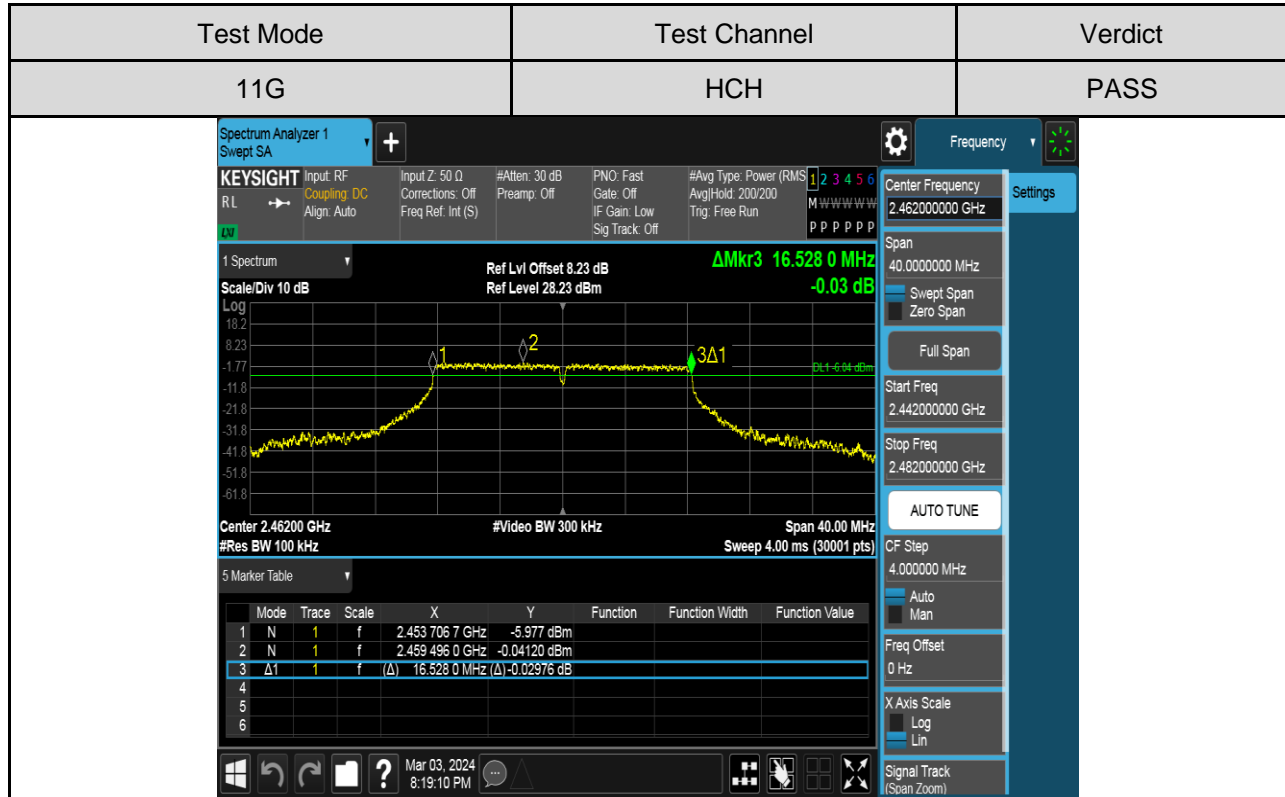 Test Mode Test Channel Verdict
11G HCH PASS
Spectrum Analyzer 1
Swept SA
+
Frequency
KEYSIGHT Input: RF Input Z: 50 Ω #Atten: 30 dB PNO: Fast #Avg Type: Power (RMS 1 2 3 4 5 6
RL Coupling: DC Corrections: Off Preamp: Off Gate: Off Avg|Hold: 200/200 M W W W W W
Align: Auto Freq Ref: Int (S) IF Gain: Low Trig: Free Run
LXI Sig Track: Off P P P P P P
1 Spectrum
Scale/Div 10 dB
Ref Lvl Offset 8.23 dB
Ref Level 28.23 dBm
ΔMkr3 16.528 0 MHz
-0.03 dB
Log
18.2
8.23
-1.77
-11.8
-21.8
-31.8
-41.8
-51.8
-61.8
1
2
3Δ1
DL1 -6.04 dBm
Center 2.46200 GHz #Video BW 300 kHz Span 40.00 MHz
#Res BW 100 kHz Sweep 4.00 ms (30001 pts)
5 Marker Table
Mode Trace Scale X Y Function Function Width Function Value
1 N 1 f 2.453 706 7 GHz -5.977 dBm
2 N 1 f 2.459 496 0 GHz -0.04120 dBm
3 Δ1 1 f (Δ) 16.528 0 MHz (Δ) -0.02976 dB
4
5
6
Mar 03, 2024
8:19:10 PM
?
Center Frequency
2.462000000 GHz
Settings
Span
40.0000000 MHz
Swept Span
Zero Span
Full Span
Start Freq
2.442000000 GHz
Stop Freq
2.482000000 GHz
AUTO TUNE
CF Step
4.000000 MHz
Auto
Man
Freq Offset
0 Hz
X Axis Scale
Log
Lin
Signal Track
(Span Zoom)